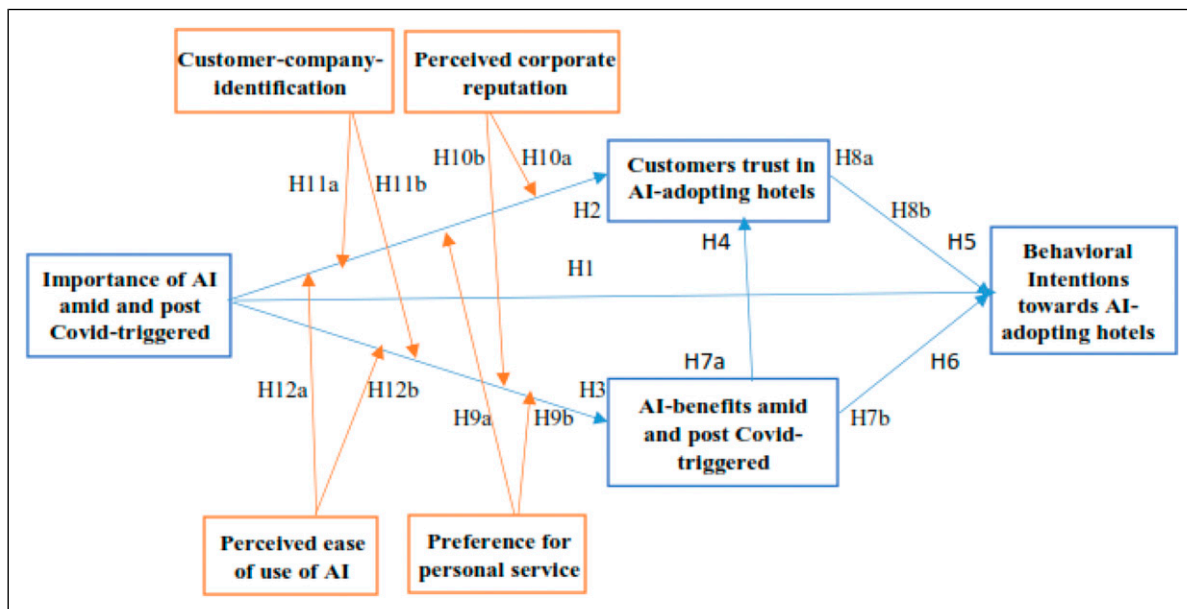 Customer-company-
identification
Perceived corporate
reputation
H10b
H10a
H11a
H11b
Customers trust in
AI-adopting hotels
H8a
H2
H8b
H4
H5
Importance of AI
amid and post
Covid-triggered
H1
Behavioral
Intentions
towards AI-
adopting hotels
H7a
H6
H12a
H12b
H3
H9a
H9b
AI-benefits amid
and post Covid-
triggered
H7b
Perceived ease
of use of AI
Preference for
personal service